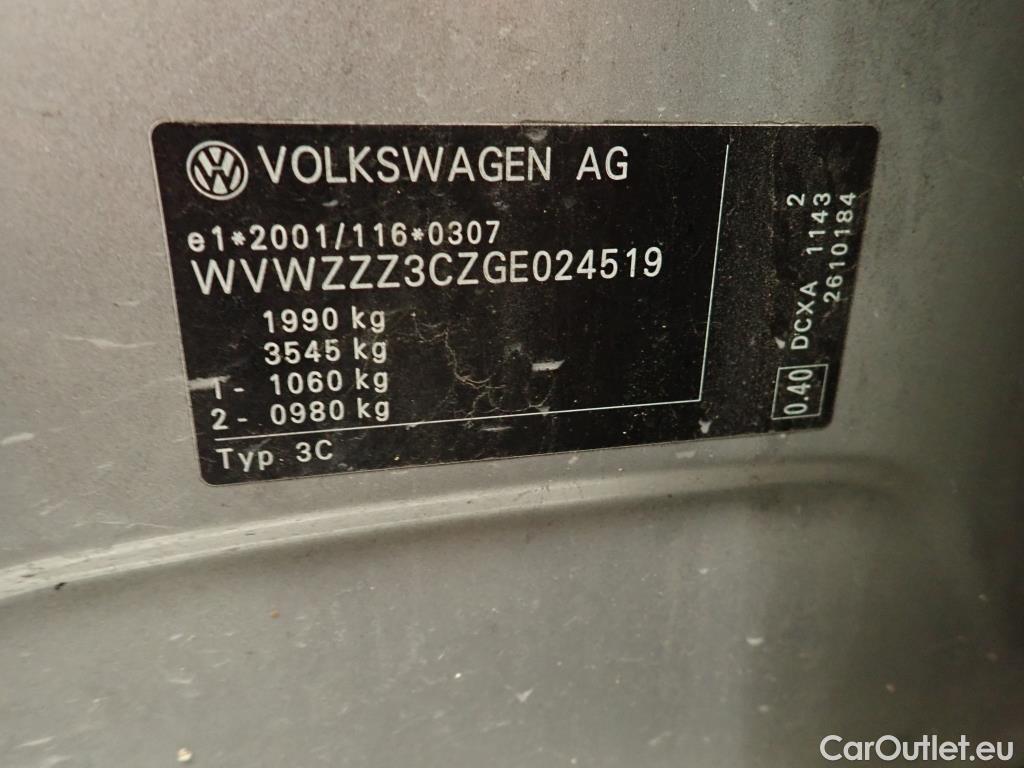 VOLKSWAGEN AG
e1*2001/116*0307
WVWZZZ3CZGE024519
1990 kg
3545 kg
1- 1060 kg
2- 0980 kg
Typ 3C
0.40 DCXA 1143 2
2610184
CarOutlet.eu